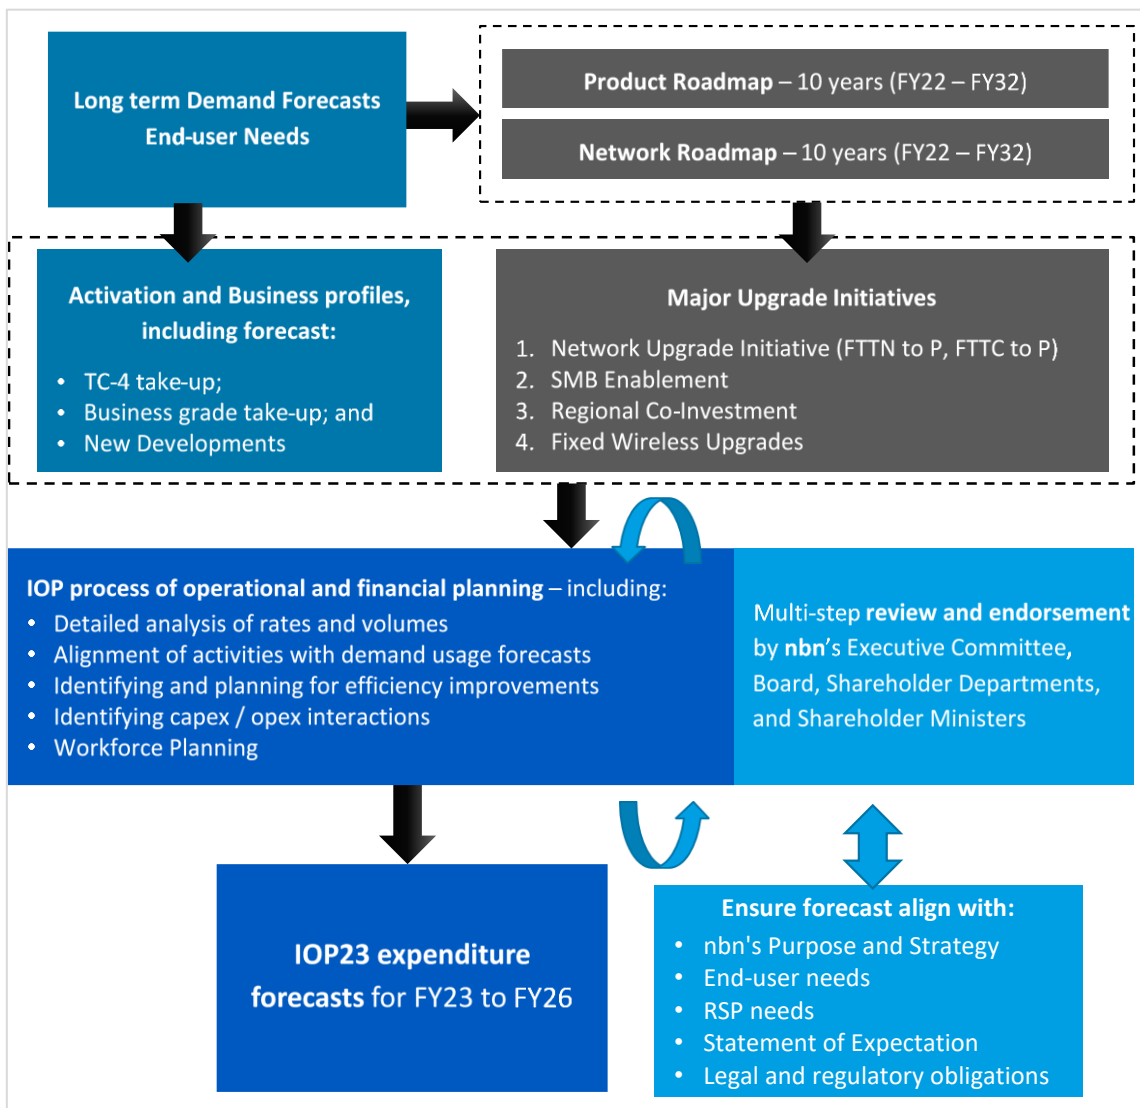 Long term Demand Forecasts
End-user Needs
Product Roadmap – 10 years (FY22 – FY32)
Network Roadmap – 10 years (FY22 – FY32)
Activation and Business profiles,
including forecast:
• TC-4 take-up;
• Business grade take-up; and
• New Developments
Major Upgrade Initiatives
1. Network Upgrade Initiative (FTTN to P, FTTC to P)
2. SMB Enablement
3. Regional Co-Investment
4. Fixed Wireless Upgrades
IOP process of operational and financial planning – including:
• Detailed analysis of rates and volumes
• Alignment of activities with demand usage forecasts
• Identifying and planning for efficiency improvements
• Identifying capex / opex interactions
• Workforce Planning
Multi-step review and endorsement
by nbn's Executive Committee,
Board, Shareholder Departments,
and Shareholder Ministers
IOP23 expenditure
forecasts for FY23 to FY26
Ensure forecast align with:
• nbn's Purpose and Strategy
• End-user needs
• RSP needs
• Statement of Expectation
• Legal and regulatory obligations